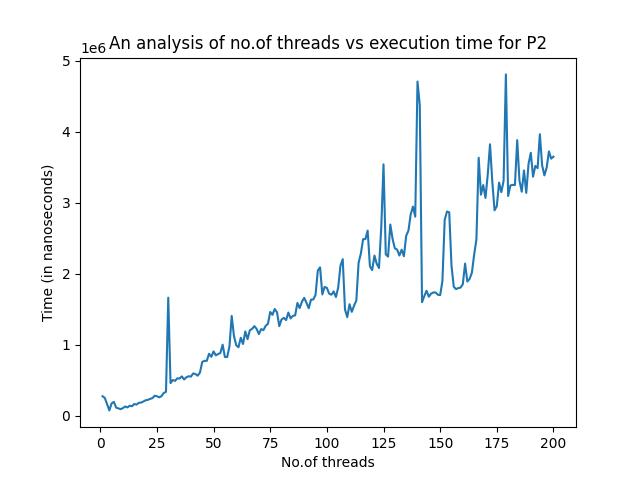 An analysis of no.of threads vs execution time for P2
1e6
5
4
3
2
1
0
Time (in nanoseconds)
0 25 50 75 100 125 150 175 200
No.of threads